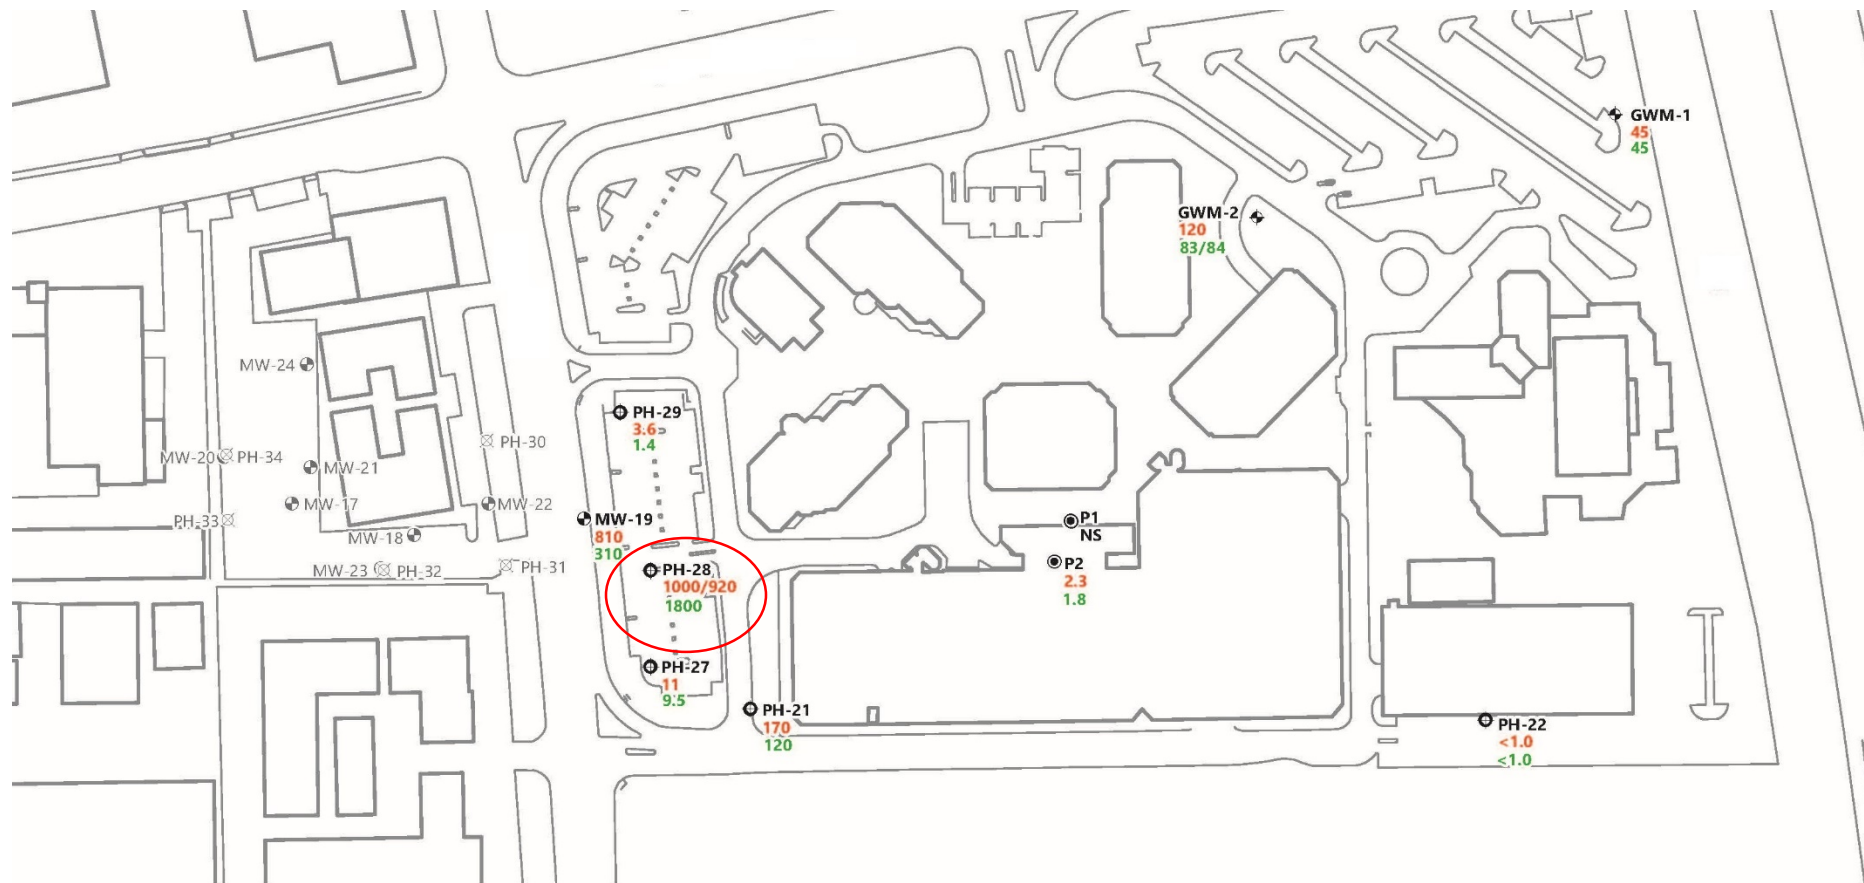 GWM-1
45
45
GWM-2
120
83/84
MW-24
PH-29
3.6
1.4
PH-30
MW-20
PH-34
MW-21
MW-17
MW-22
PH-33
MW-19
810
310
P1
NS
MW-18
P2
2.3
1.8
MW-23
PH-32
PH-31
PH-28
1000/920
1800
PH-27
11
9.5
PH-21
170
120
PH-22
<1.0
<1.0